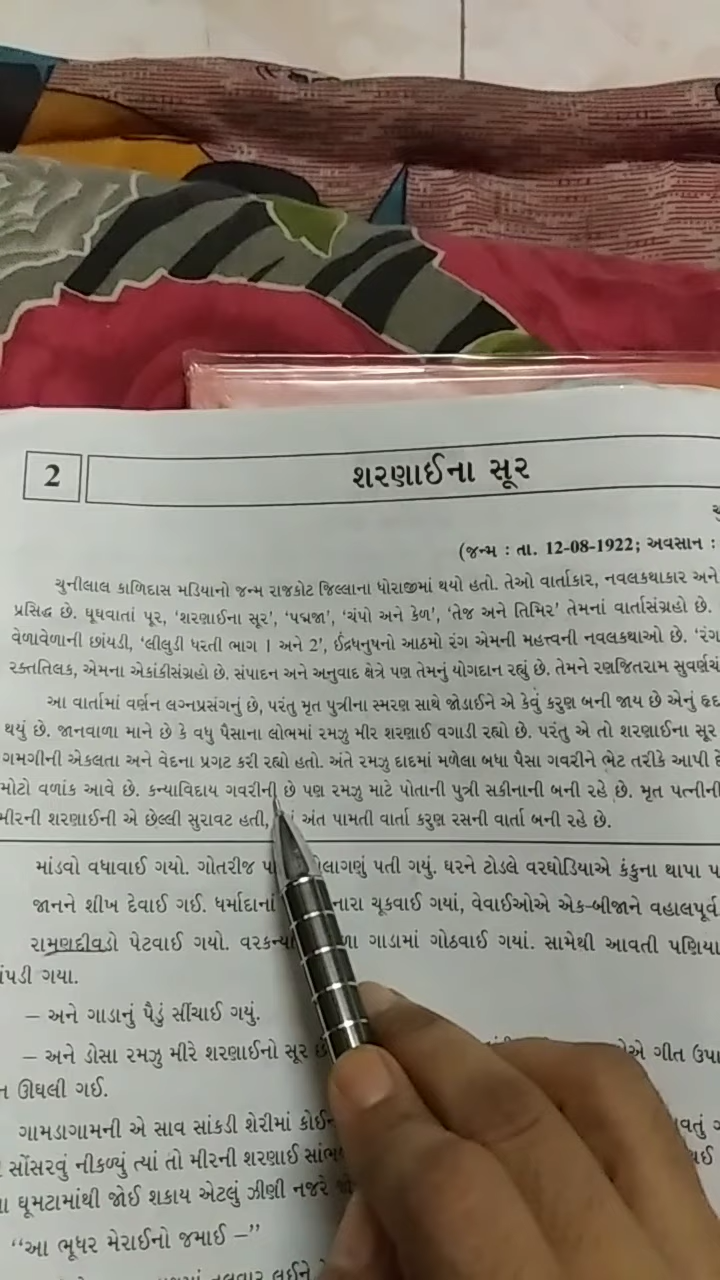 2
શરણાઈના સૂર
(જન્મ : તા. 12-08-1922; અવસાન :
ચુનીલાલ કાળિદાસ મડિયાનો જન્મ રાજકોટ જિલ્લાના ધોરાજીમાં થયો હતો. તેઓ વાર્તાકાર, નવલકથાકાર અને
પ્રસિદ્ધ છે. ઘૂઘવાતાં પૂર, ‘શરણાઈના સૂર’, ‘પદ્મજા’, ‘ચંપો અને કેળ’, ‘તેજ અને તિમિર’ તેમનાં વાર્તાસંગ્રહો છે.
વેળાવેળાની છાંયડી, ‘લીલુડી ધરતી ભાગ 1 અને 2’, ઈંદ્રધનુષનો આઠમો રંગ એમની મહત્ત્વની નવલકથાઓ છે. ‘રંગ
રક્તતિલક, એમના એકાંકીસંગ્રહો છે. સંપાદન અને અનુવાદ ક્ષેત્રે પણ તેમનું યોગદાન રહ્યું છે. તેમને રણજિતરામ સુવર્ણચં
આ વાર્તામાં વર્ણન લગ્નપ્રસંગનું છે, પરંતુ મૃત પુત્રીના સ્મરણ સાથે જોડાઈને એ કેવું કરુણ બની જાય છે એનું હૃદ
થયું છે. જાનવાળા માને છે કે વધુ પૈસાના લોભમાં રમઝુ મીર શરણાઈ વગાડી રહ્યો છે. પરંતુ એ તો શરણાઈના સૂર
ગમગીની એકલતા અને વેદના પ્રગટ કરી રહ્યો હતો. અંતે રમઝુ દાદમાં મળેલા બધા પૈસા ગવરીને ભેટ તરીકે આપી દે
મોટો વળાંક આવે છે. કન્યાવિદાય ગવરીની છે પણ રમઝુ માટે પોતાની પુત્રી સકીનાની બની રહે છે. મૃત પત્નીની
મીરની શરણાઈની એ છેલ્લી સુરાવટ હતી, અંત પામતી વાર્તા કરુણ રસની વાર્તા બની રહે છે.
માંડવો વધાવાઈ ગયો. ગોતરીજ પતી ગયું. ઘરને ટોડલે વરઘોડિયાએ કંકુના થાપા
જાનને શીખ દેવાઈ ગઈ. ધર્માદાનાં ચૂકવાઈ ગયાં, વેવાઈઓએ એક-બીજાને વહાલપૂર્વ
રામણદીવડો પેટવાઈ ગયો. ગાડામાં ગોઠવાઈ ગયાં. સામેથી આવતી પણિયા
ંપડી ગયા.
– અને ગાડાનું પૈડું સીંચાઈ ગયું.
– અને ડોસા રમઝુ મીરે શરણાઈનો સૂર ગીત ઉપા
ન ઊઘલી ગઈ.
ગામડાગામની એ સાવ સાંકડી શેરીમાં
સોંસરવું નીકળ્યું ત્યાં તો મીરની શરણાઈ
ઘૂમટામાંથી જોઈ શકાય એટલું ઝીણી નજરે
“આ ભૂધર મેરાઈનો જમાઈ –”